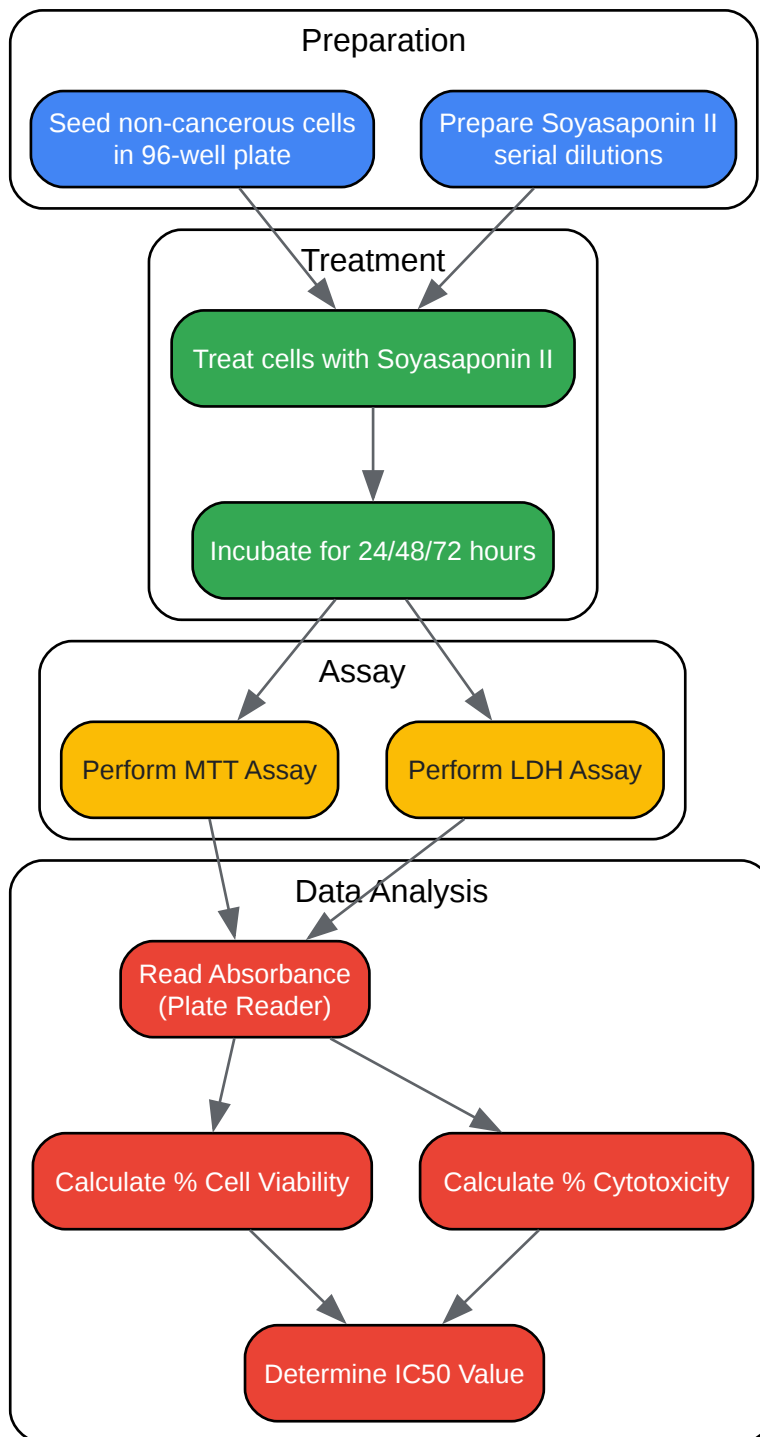 Preparation
Seed non-cancerous cells
in 96-well plate
Prepare Soyasaponin II
serial dilutions
Treatment
Treat cells with Soyasaponin II
Incubate for 24/48/72 hours
Assay
Perform MTT Assay
Perform LDH Assay
Data Analysis
Read Absorbance
(Plate Reader)
Calculate % Cell Viability
Calculate % Cytotoxicity
Determine IC50 Value